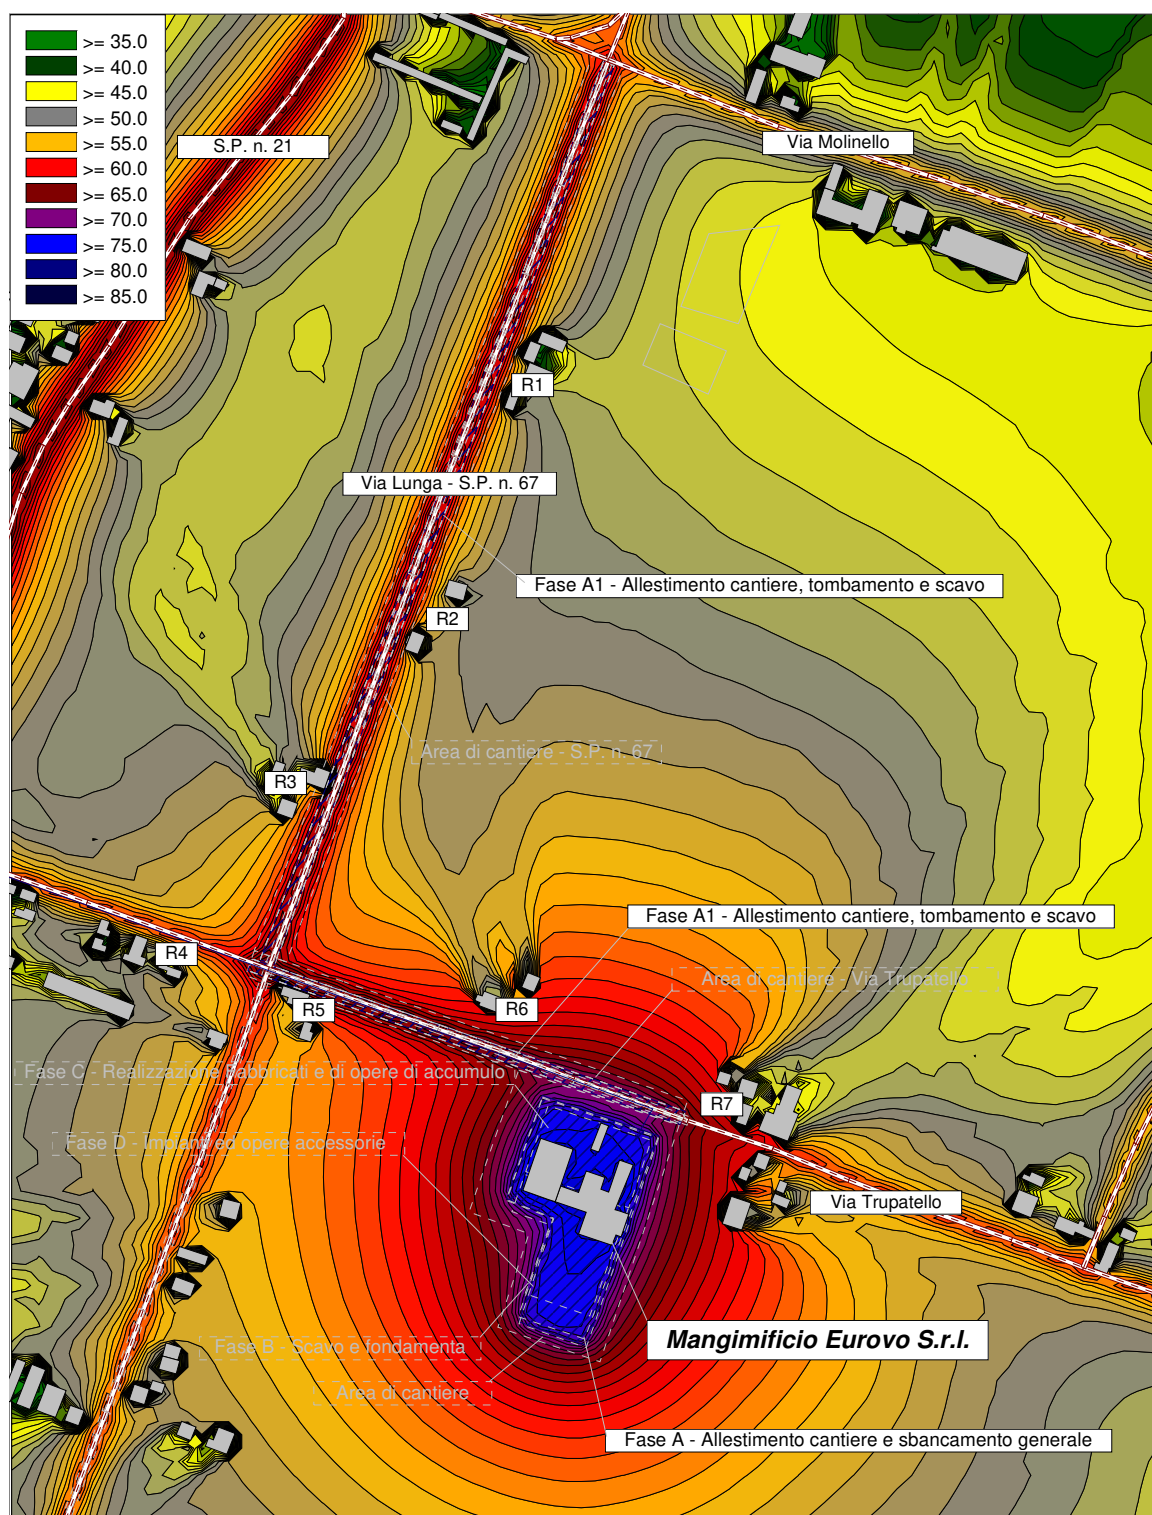 >= 35.0
>= 40.0
>= 45.0
>= 50.0
>= 55.0
>= 60.0
>= 65.0
>= 70.0
>= 75.0
>= 80.0
>= 85.0
S.P. n. 21
Via Molinello
R1
Via Lunga - S.P. n. 67
Fase A1 - Allestimento cantiere, tombamento e scavo
R2
Area di cantiere - S.P. n. 67
R3
Fase A1 - Allestimento cantiere, tombamento e scavo
R4
Area di cantiere - Via Trupatello
R5
R6
Fase C - Realizzazione Fabbricati e di opere di accumulo
R7
Fase D - Impianti ed opere accessorie
Via Trupatello
Mangimificio Eurovo S.r.l.
Fase B - Scavo e fondamenta
Area di cantiere
Fase A - Allestimento cantiere e sbancamento generale